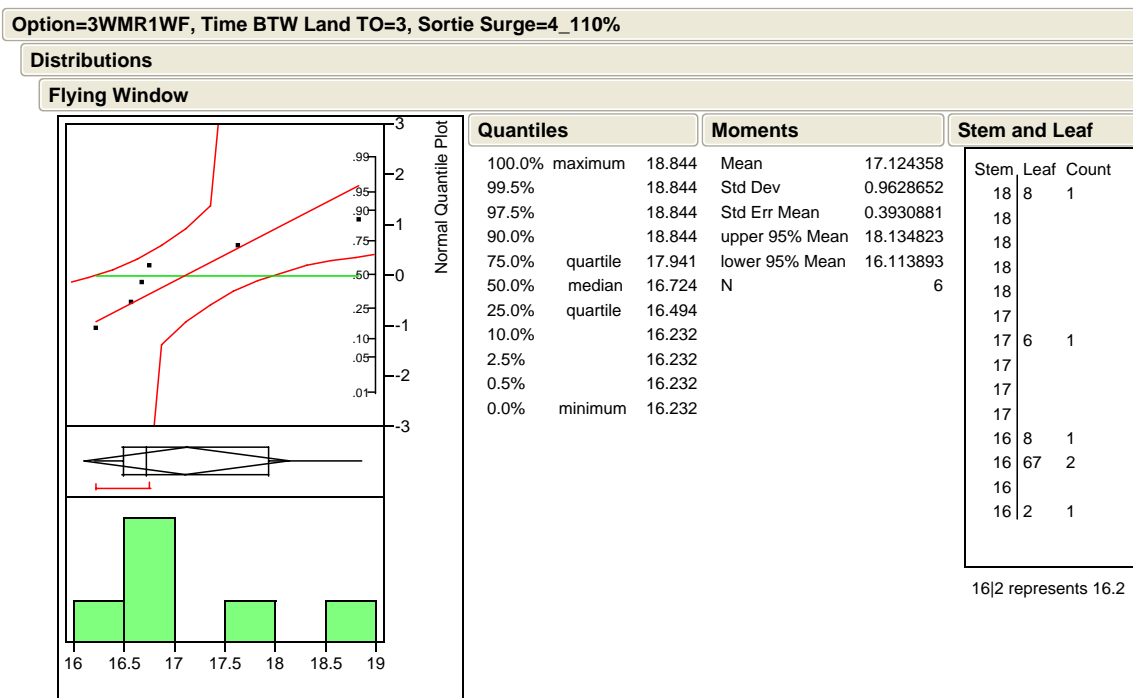 Option=3WMR1WF, Time BTW Land TO=3, Sortie Surge=4_110%
Distributions
Flying Window
3
2
1
0
-1
-2
-3
Normal Quantile Plot
.99
.95
.90
.75
.50
.25
.10
.05
.01
16 16.5 17 17.5 18 18.5 19
Quantiles
100.0% maximum 18.844
99.5% 18.844
97.5% 18.844
90.0% 18.844
75.0% quartile 17.941
50.0% median 16.724
25.0% quartile 16.494
10.0% 16.232
2.5% 16.232
0.5% 16.232
0.0% minimum 16.232
Moments
Mean 17.124358
Std Dev 0.9628652
Std Err Mean 0.3930881
upper 95% Mean 18.134823
lower 95% Mean 16.113893
N 6
Stem and Leaf
Stem Leaf Count
18 8 1
18
18
18
18
17
17 6 1
17
17
17
16 8 1
16 67 2
16
16 2 1
16|2 represents 16.2